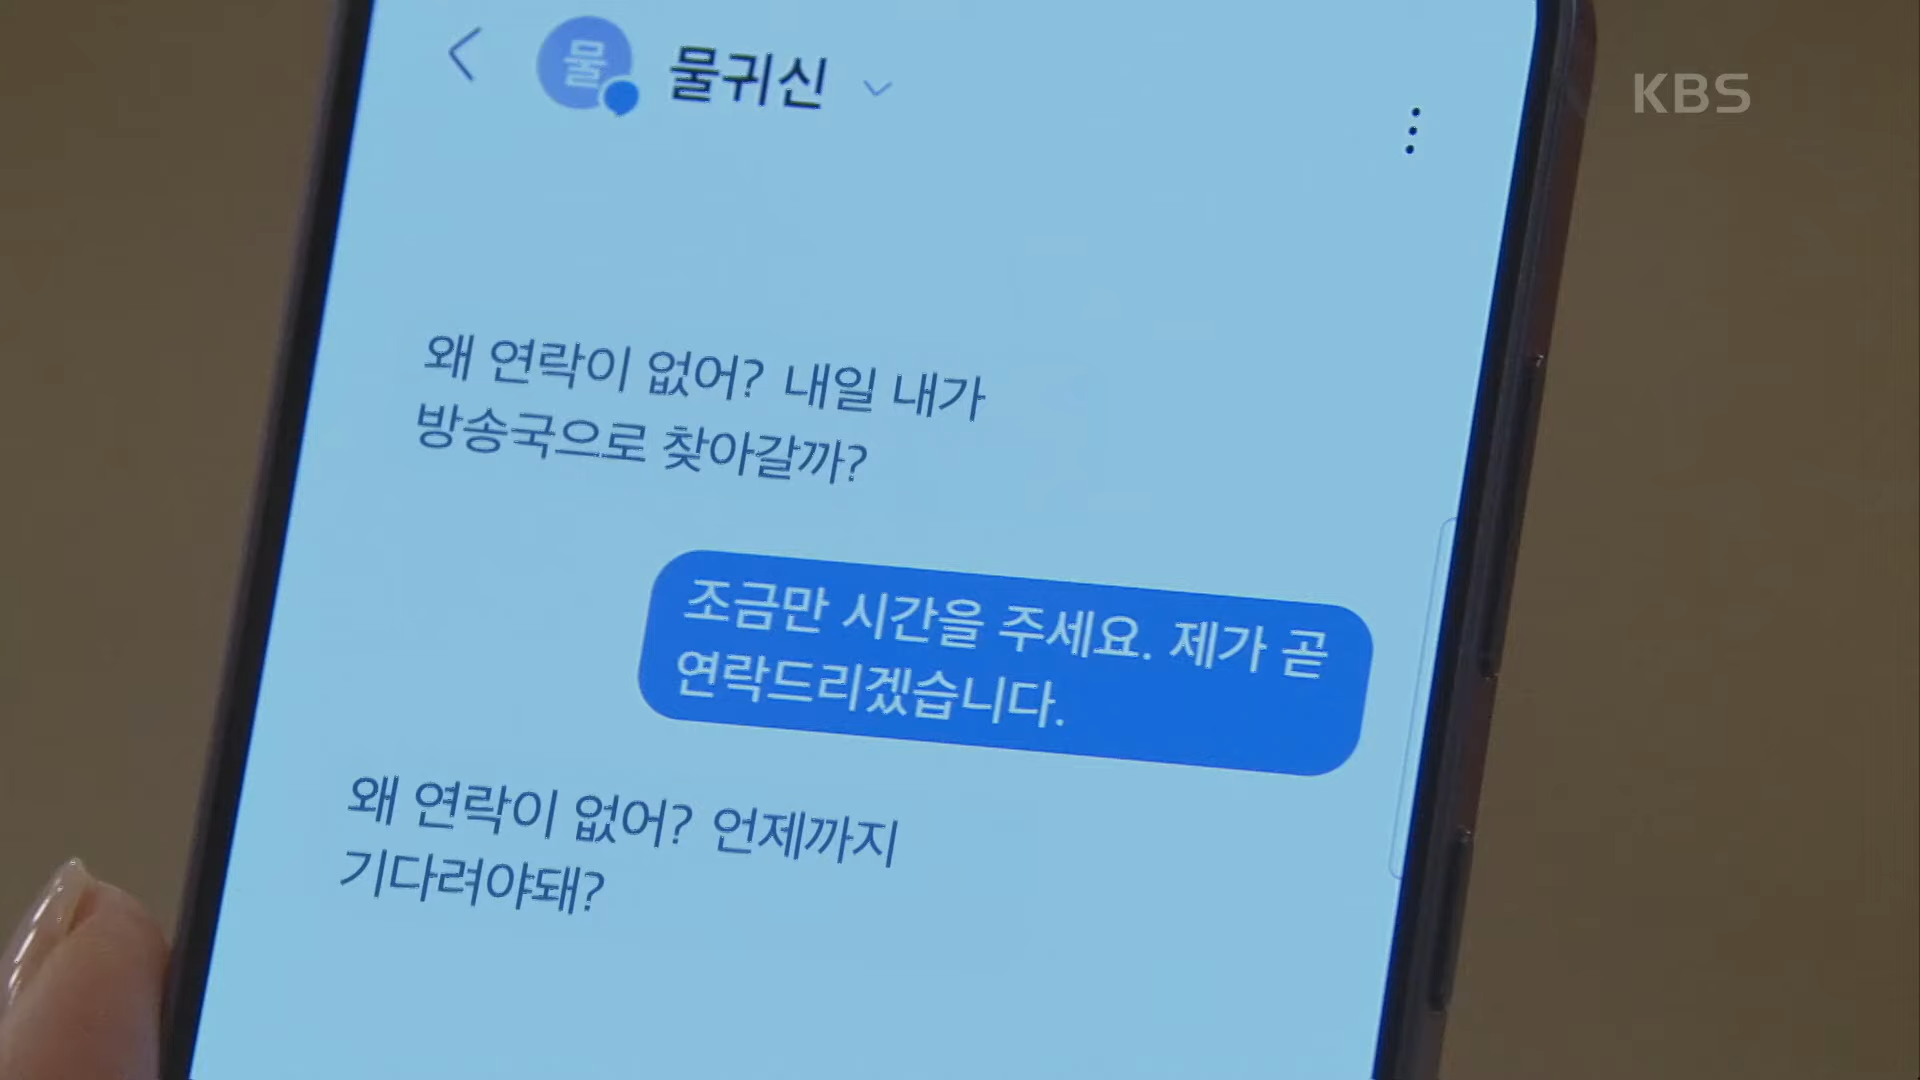 물
물귀신
KBS
왜 연락이 없어? 내일 내가
방송국으로 찾아갈까?
조금만 시간을 주세요. 제가 곧
연락드리겠습니다.
왜 연락이 없어? 언제까지
기다려야돼?